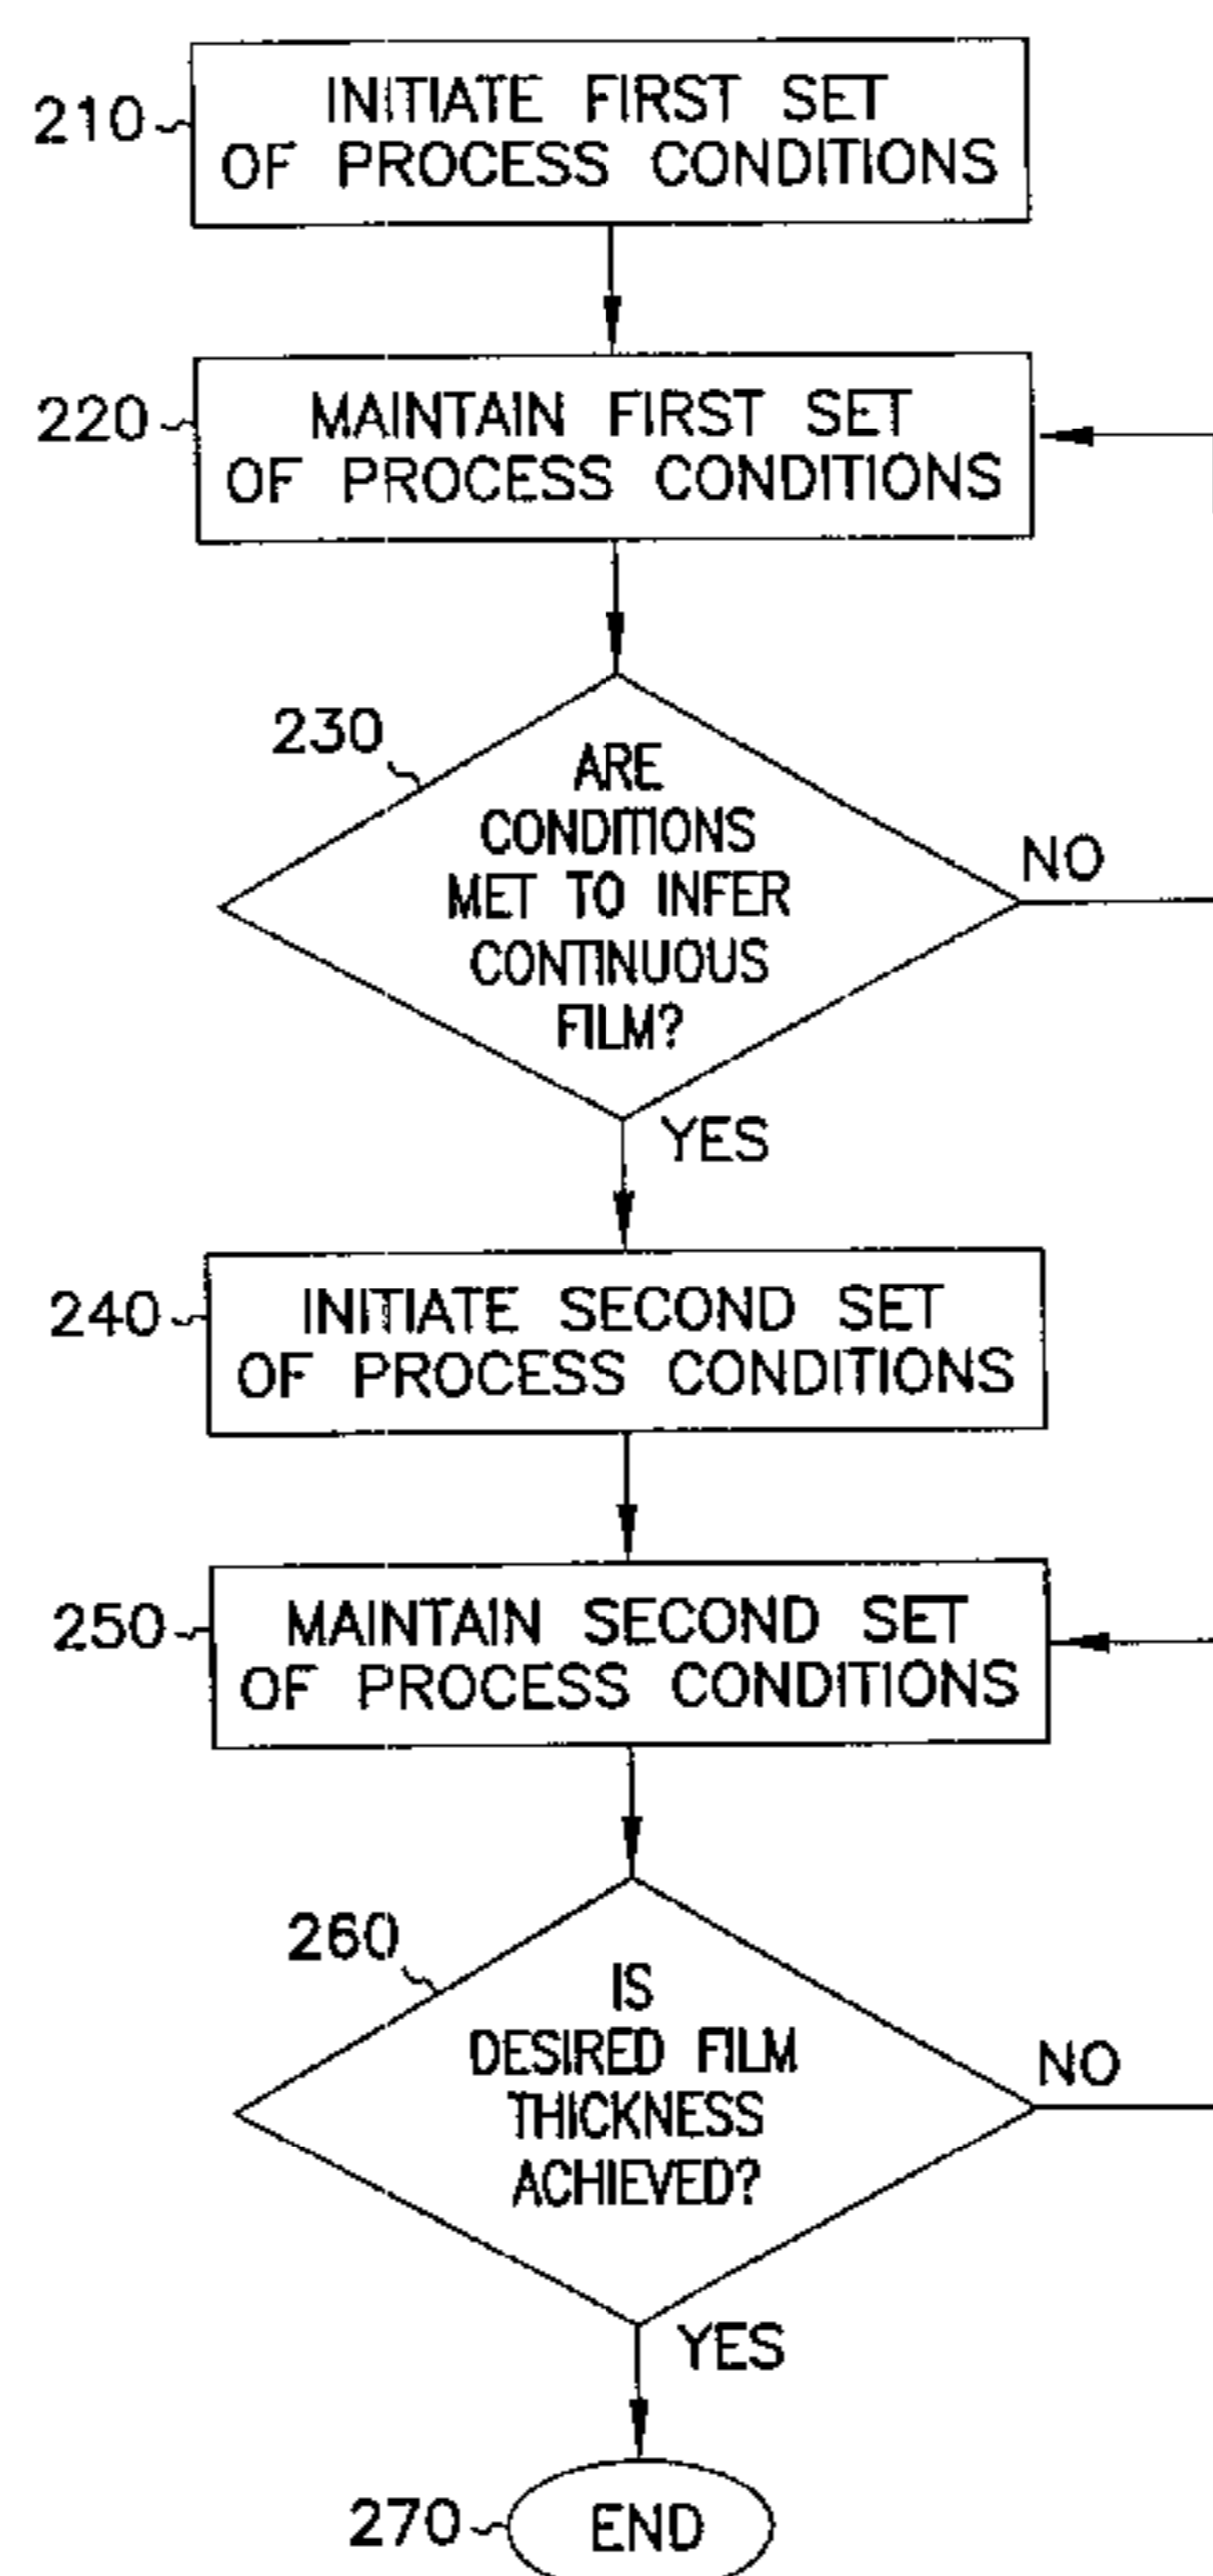 210
INITIATE FIRST SET
OF PROCESS CONDITIONS
220
MAINTAIN FIRST SET
OF PROCESS CONDITIONS
230
ARE
CONDITIONS
MET TO INFER
CONTINUOUS
FILM?
NO
YES
240
INITIATE SECOND SET
OF PROCESS CONDITIONS
250
MAINTAIN SECOND SET
OF PROCESS CONDITIONS
260
IS
DESIRED FILM
THICKNESS
ACHIEVED?
NO
YES
270
END